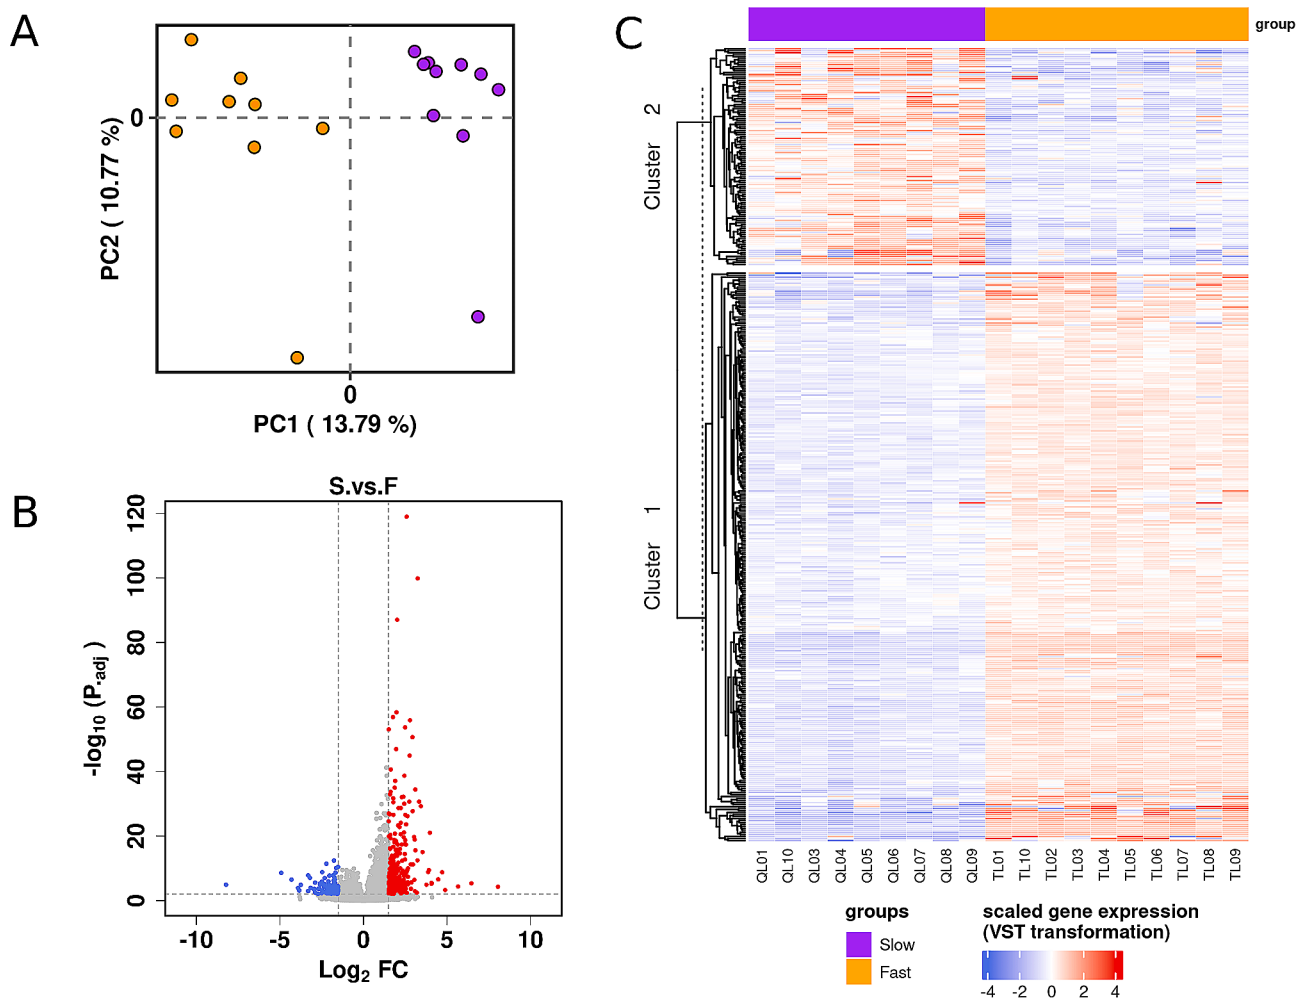 A
0
PC2 ( 10.77 %)
0
PC1 ( 13.79 %)
B
S.vs.F
120
100
80
60
40
20
0
-log10 (P.adj )
-10
-5
0
5
10
Log2 FC
C
group
Cluster 2
Cluster 1
QL01
QL10
QL03
QL04
QL05
QL06
QL07
QL08
QL09
TL01
TL10
TL02
TL03
TL04
TL05
TL06
TL07
TL08
TL09
groups
Slow
Fast
scaled gene expression
(VST transformation)
-4 -2 0 2 4